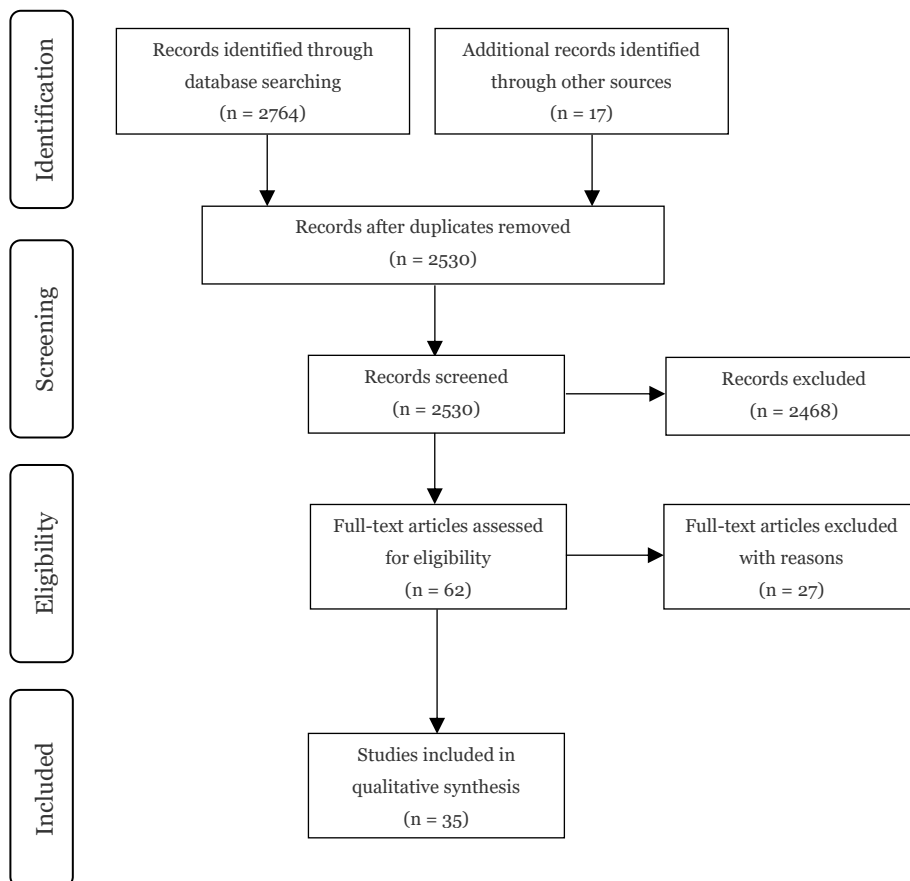 Identification
Records identified through
database searching
(n = 2764)
Additional records identified
through other sources
(n = 17)
Records after duplicates removed
(n = 2530)
Screening
Records screened
(n = 2530)
Records excluded
(n = 2468)
Eligibility
Full-text articles assessed
for eligibility
(n = 62)
Full-text articles excluded
with reasons
(n = 27)
Included
Studies included in
qualitative synthesis
(n = 35)